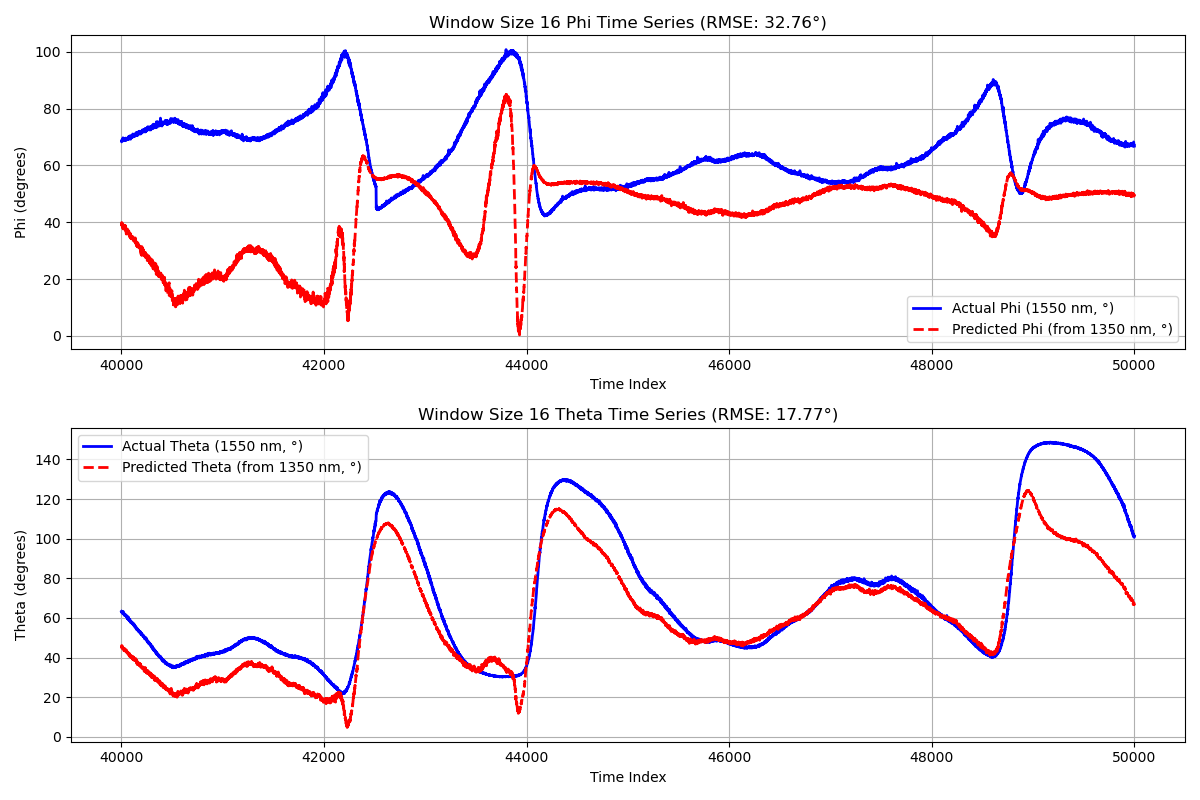 Window Size 16 Phi Time Series (RMSE: 32.76°)
Phi (degrees)
100
80
60
40
20
0
Actual Phi (1550 nm, °)
Predicted Phi (from 1350 nm, °)
40000 42000 44000 46000 48000 50000
Time Index
Window Size 16 Theta Time Series (RMSE: 17.77°)
Theta (degrees)
140
120
100
80
60
40
20
0
Actual Theta (1550 nm, °)
Predicted Theta (from 1350 nm, °)
40000 42000 44000 46000 48000 50000
Time Index